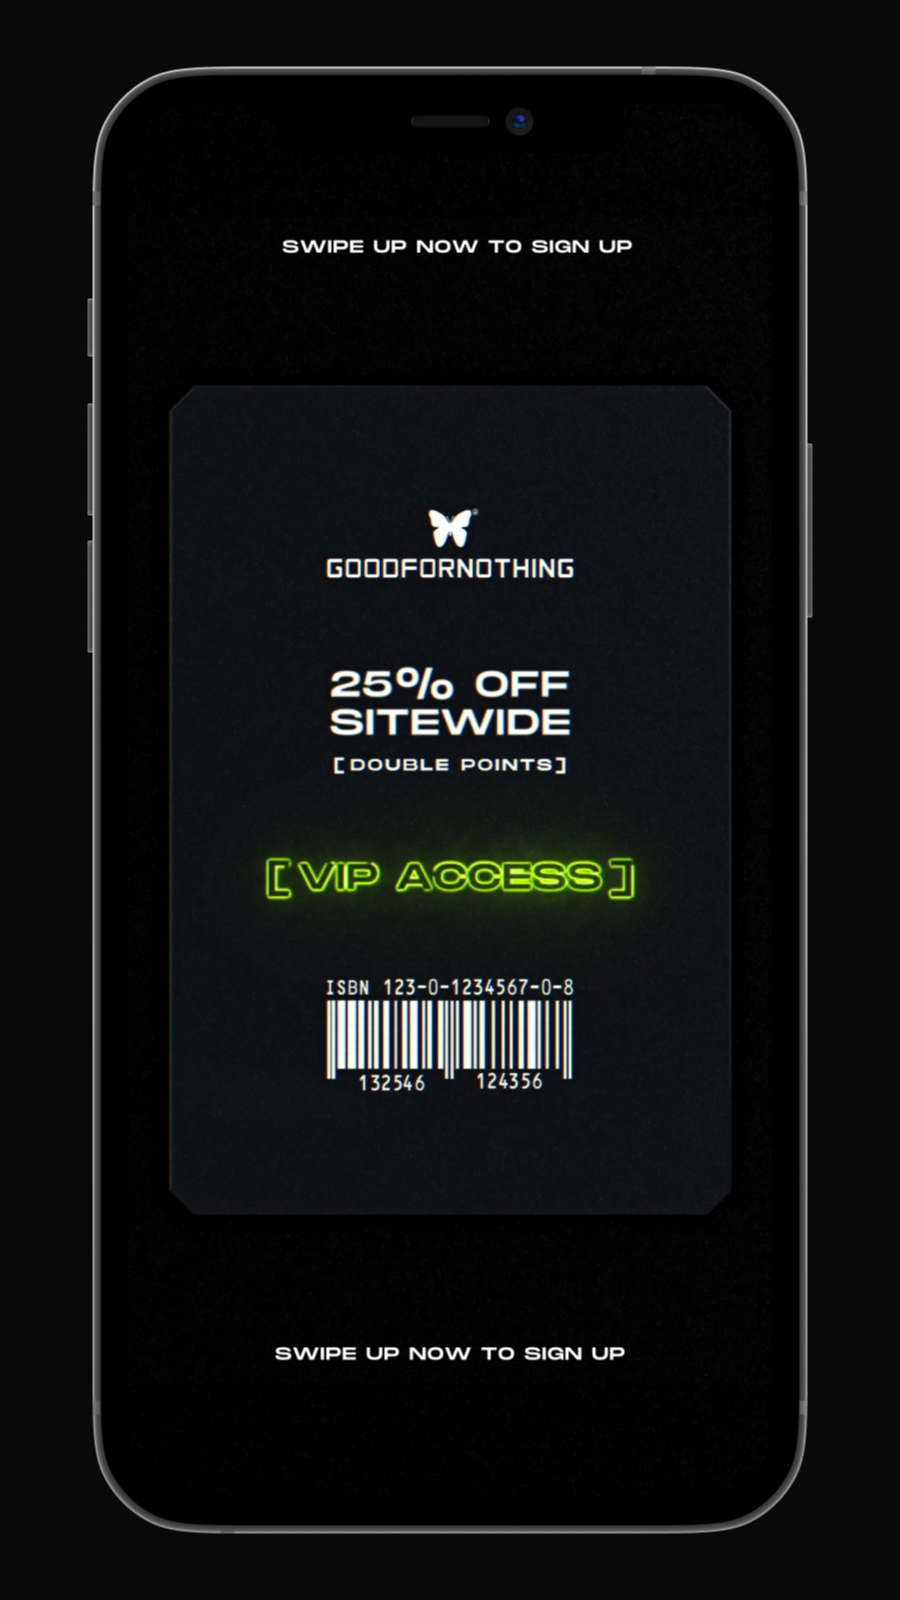 SWIPE UP NOW TO SIGN UP
GOODFORNOTHING
25% OFF
SITEWIDE
[DOUBLE POINTS]
[VIP ACCESS]
ISBN 123-0-1234567-0-8
132546 124356
SWIPE UP NOW TO SIGN UP